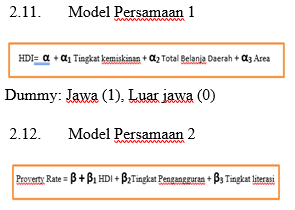 2.11. Model Persamaan 1
HDI= α + α1 Tingkat kemiskinan + α2 Total Belanja Daerah + α3 Area
Dummy: Jawa (1), Luar jawa (0)
2.12. Model Persamaan 2
Proverty Rate = β + β1 HDI + β2Tingkat Pengangguran + β3 Tingkat literasi